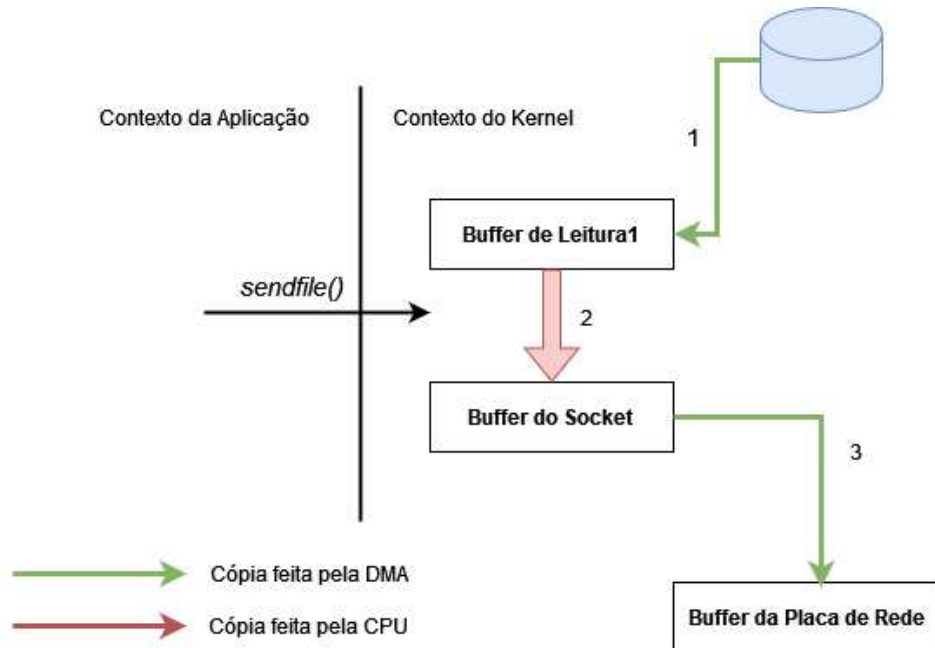 Contexto da Aplicação
Contexto do Kernel
1
Buffer de Leitura1
sendfile()
2
Buffer do Socket
3
Cópia feita pela DMA
Buffer da Placa de Rede
Cópia feita pela CPU